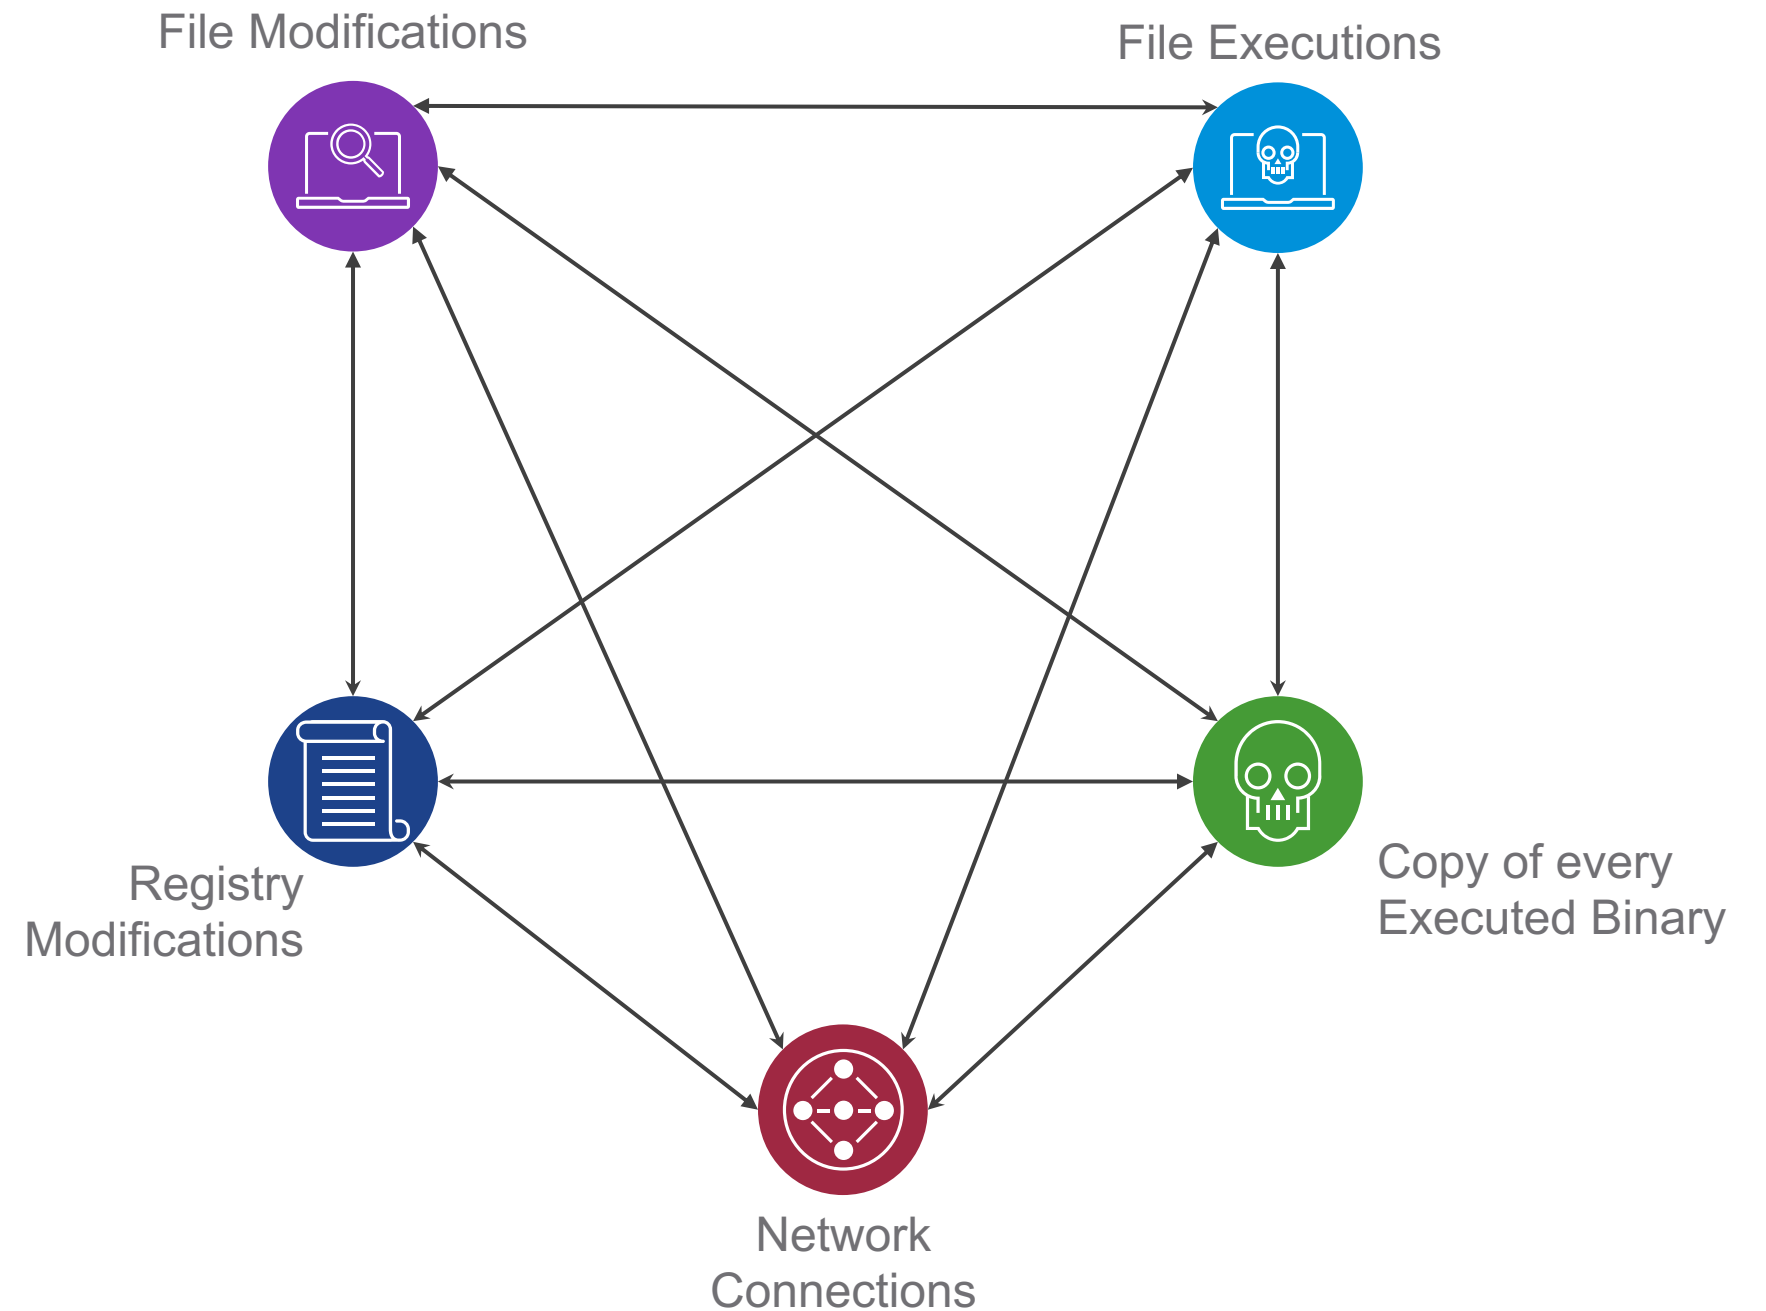 File Modifications
File Executions
Registry
Modifications
Copy of every
Executed Binary
Network
Connections